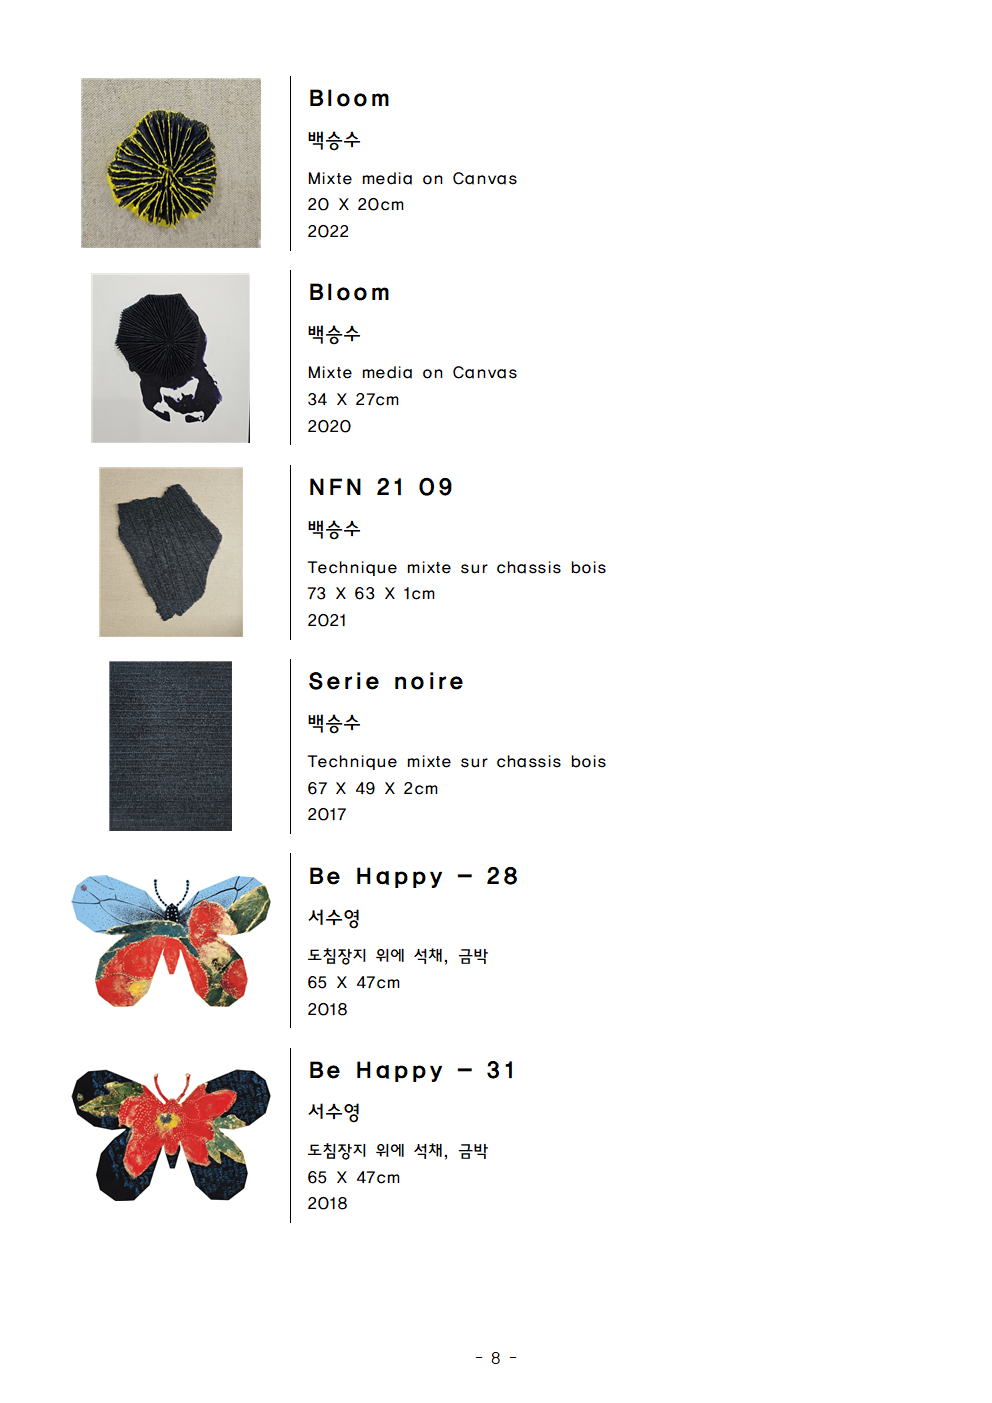 Bloom
백승수
Mixte media on Canvas
20 X 20cm
2022
Bloom
백승수
Mixte media on Canvas
34 X 27cm
2020
NFN 21 09
백승수
Technique mixte sur chassis bois
73 X 63 X 1cm
2021
Serie noire
백승수
Technique mixte sur chassis bois
67 X 49 X 2cm
2017
Be Happy – 28
서수영
도침장지 위에 석채, 금박
65 X 47cm
2018
Be Happy – 31
서수영
도침장지 위에 석채, 금박
65 X 47cm
2018
- 8 -